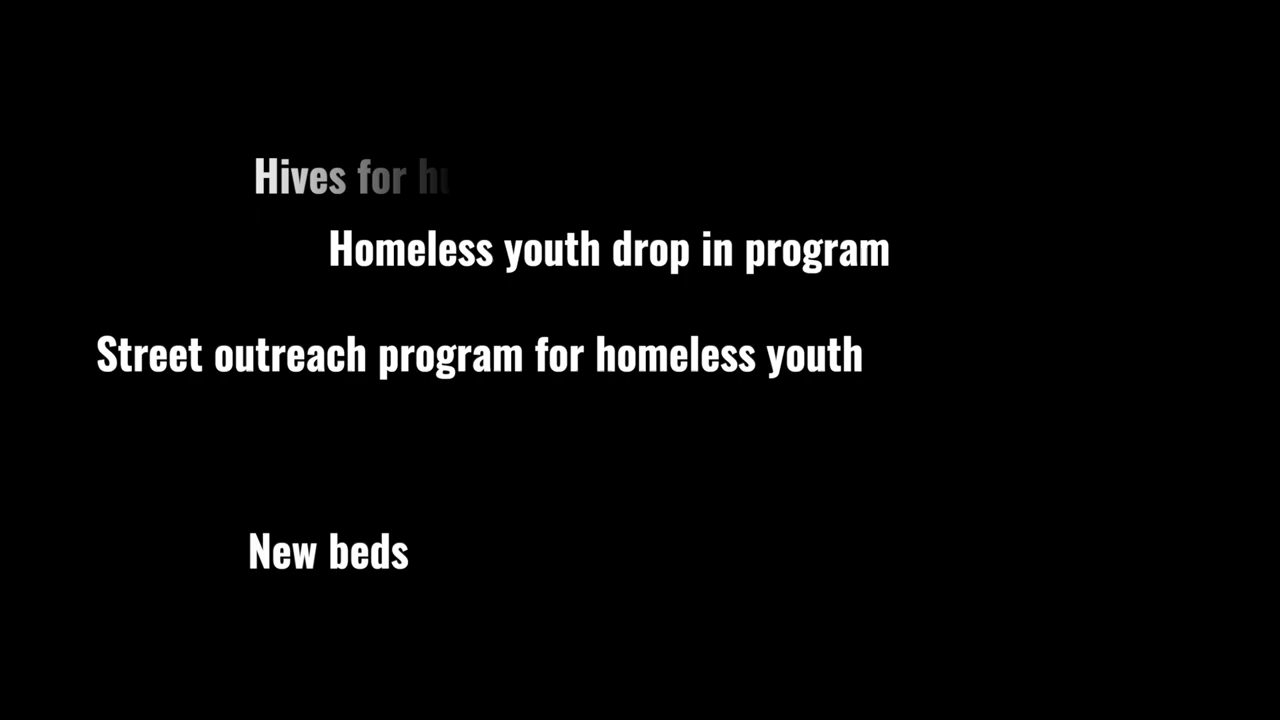 Hives for
Homeless youth drop in program
Street outreach program for homeless youth
New beds